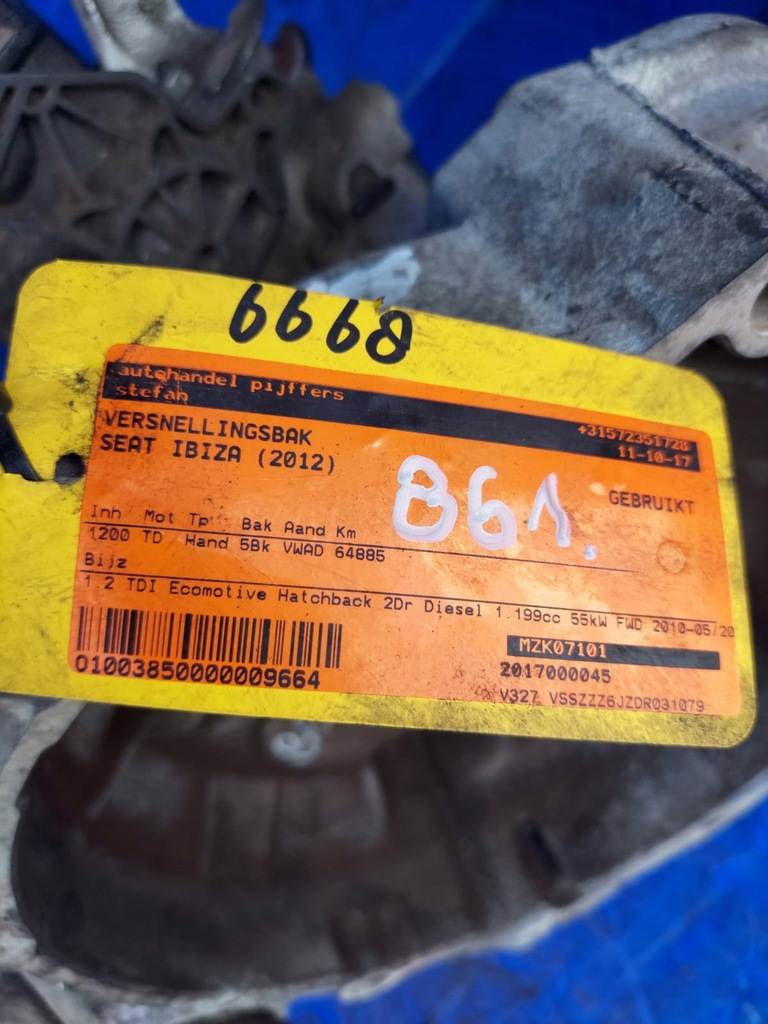 6668
autohandel pijffers
stefan
+31572351728
11-10-17
VERSNELLINGSBAK
SEAT IBIZA (2012)
861.
GEBRUIKT
Inh Mot Tp Bak Aand Km
1200 TD Hand 5Bk VWAD 64885
Bijz
1.2 TDI Ecomotive Hatchback 2Dr Diesel 1.199cc 55kW FWD 2010-05/20
MZK07101
01003850000009664
2017000045
V327 VSSZZZ6JZDR031079